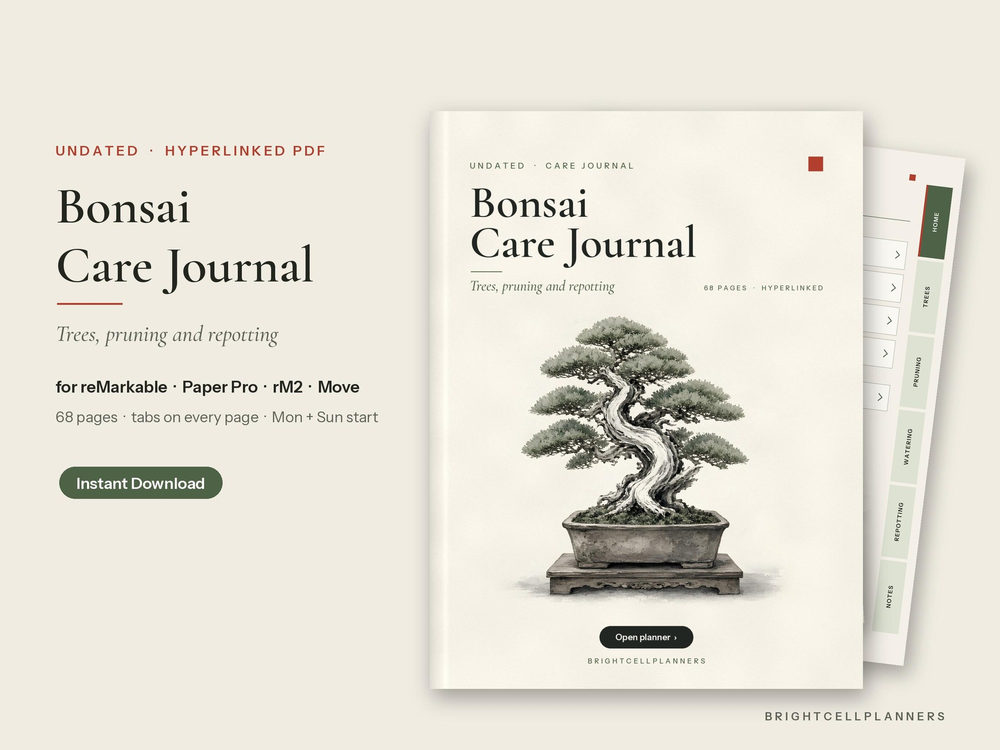 UNDATED · HYPERLINKED PDF
Bonsai
Care Journal
Trees, pruning and repotting
for reMarkable · Paper Pro · rM2 · Move
68 pages · tabs on every page · Mon + Sun start
Instant Download
UNDATED · CARE JOURNAL
Bonsai
Care Journal
Trees, pruning and repotting
68 PAGES · HYPERLINKED
Open planner ›
BRIGHTCELLPLANNERS
HOME
TREES
PRUNING
WATERING
REPOTTING
NOTES
BRIGHTCELLPLANNERS